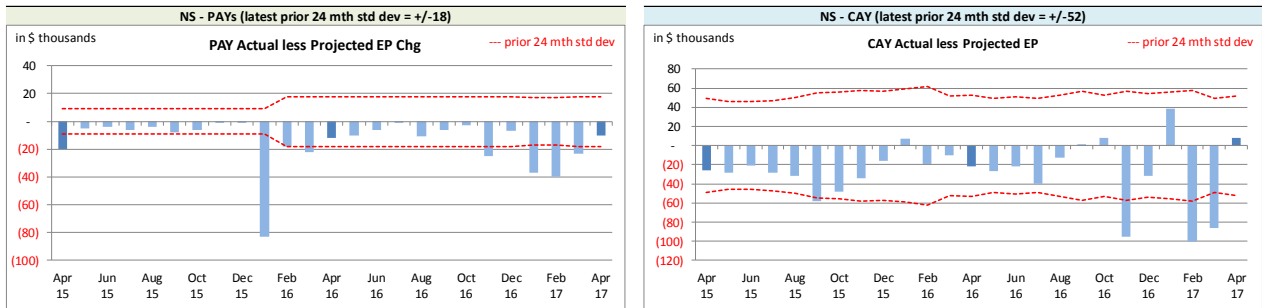 NS - PAYs (latest prior 24 mth std dev = +/-18)
in $ thousands
PAY Actual less Projected EP Chg
--- prior 24 mth std dev
40
20
-
(20)
(40)
(60)
(80)
(100)
Apr Jun Aug Oct Dec Feb Apr Jun Aug Oct Dec Feb Apr
15 15 15 15 15 16 16 16 16 16 16 17 17
NS - CAY (latest prior 24 mth std dev = +/-52)
in $ thousands
CAY Actual less Projected EP
--- prior 24 mth std dev
80
60
40
20
-
(20)
(40)
(60)
(80)
(100)
(120)
Apr Jun Aug Oct Dec Feb Apr Jun Aug Oct Dec Feb Apr
15 15 15 15 15 16 16 16 16 16 16 17 17